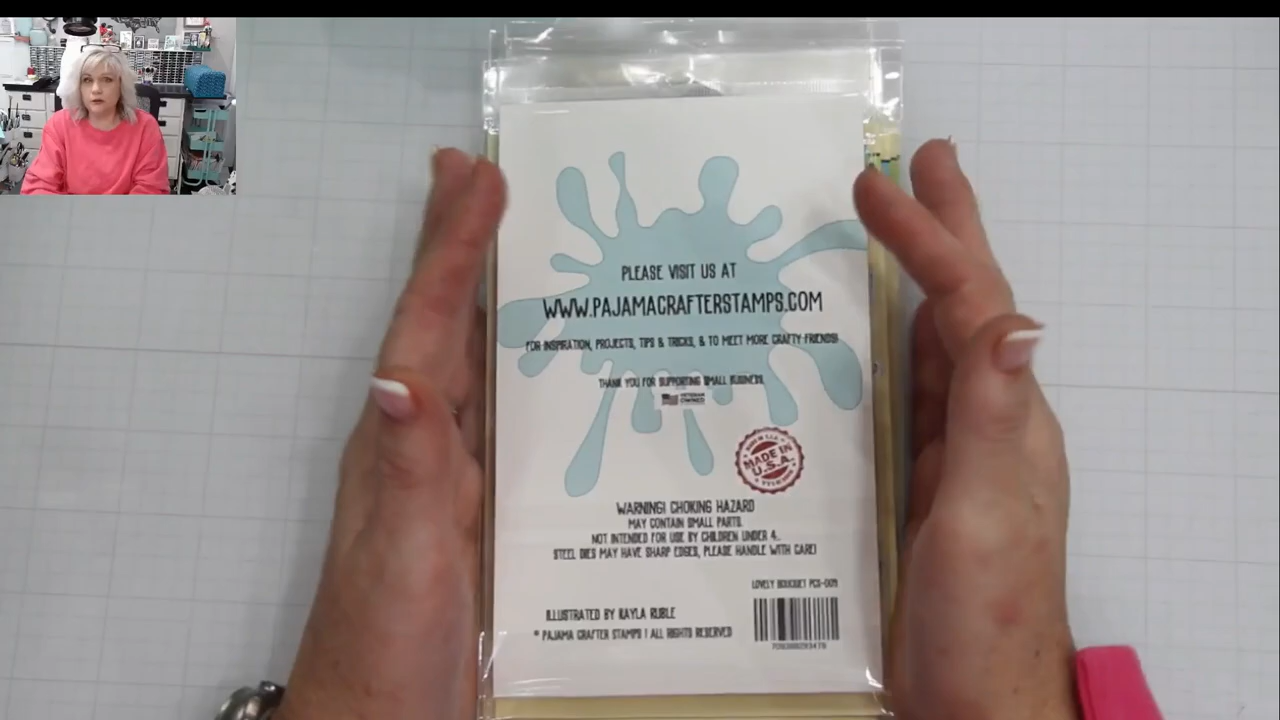 PLEASE VISIT US AT
WWW.PAJAMACRAFTERSTAMPS.COM
FOR INSPIRATION, PROJECTS, TIPS & TRICKS, & TO MEET MORE CRAFTY FRIENDS!
THANK YOU FOR SUPPORTING SMALL BUSINESS.
VETERAN
OWNED
MADE IN
U.S.A.
WARNING! CHOKING HAZARD
MAY CONTAIN SMALL PARTS.
NOT INTENDED FOR USE BY CHILDREN UNDER 4.
STEEL DIES MAY HAVE SHARP EDGES, PLEASE HANDLE WITH CARE!
LOVELY BOUQUET PCS-009
ILLUSTRATED BY KAYLA RUBLE
© PAJAMA CRAFTER STAMPS | ALL RIGHTS RESERVED